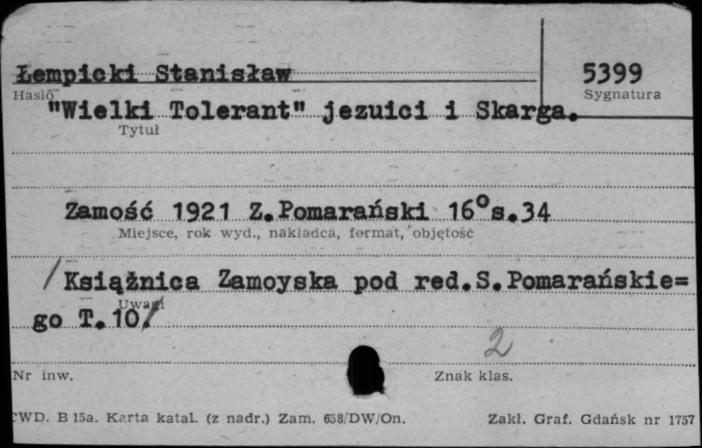 Łempicki Stanisław 5399
Hasło Sygnatura
"Wielki Tolerant" jezuici i Skarga.
Tytuł
Zamość 1921 Z.Pomarański 16° s.34
Miejsce, rok wyd., nakładca, format, objętość
/Książnica Zamoyska pod red.S.Pomarańskie=
Uwagi
go T.10/
2
Nr inw. Znak klas.
CWD. B 15a. Karta katal. (z nadr.) Zam. 658/DW/On. Zakł. Graf. Gdańsk nr 1757